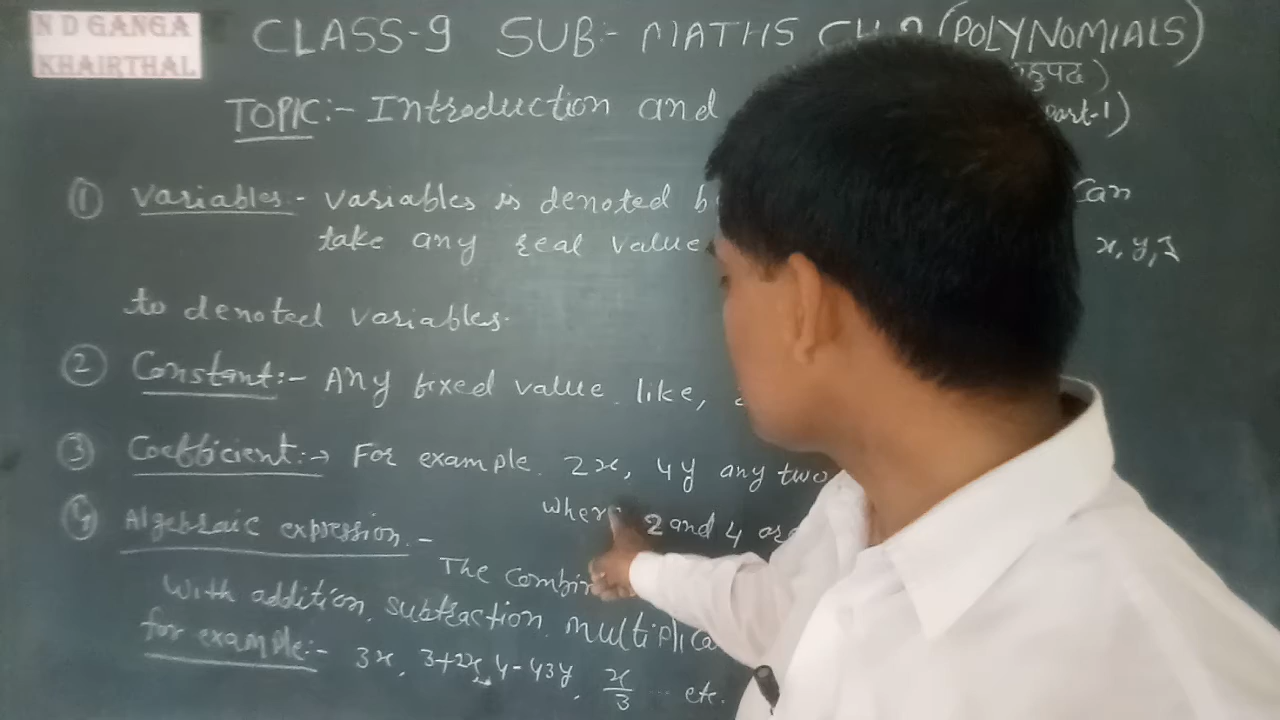 N D GANGA
KHAIRTHAL
CLASS-9 SUB:- MATHS CH (POLYNOMIALS)
TOPIC:- Introduction and part-1)
① Variables:- variables is denoted b Can
take any real value x, y, z
to denoted variables.
② Constant:- Any fixed value. like,
③ Coefficient:→ For example. 2x, 4y any two
where 2 and 4 are
④ Algebraic expression.-
The combin
With addition, subtraction, multiplica
for example:- 3x, 3+2x, 4-43y, x/3 ... etc.